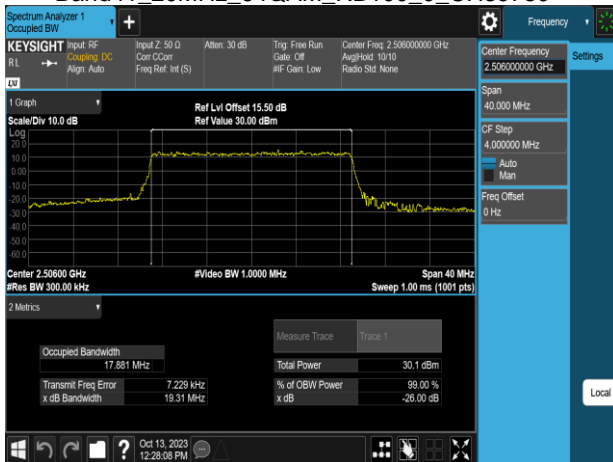 Spectrum Analyzer 1
Occupied BW
Frequency
KEYSIGHT
RL
Input: RF
Coupling: DC
Align: Auto
Input Z: 50 Ω
Corr CCorr
Freq Ref: Int (S)
Atten: 30 dB
Trig: Free Run
Gate: Off
#IF Gain: Low
Center Freq: 2.506000000 GHz
Avg|Hold: 10/10
Radio Std: None
LXI
Center Frequency
2.506000000 GHz
Settings
Span
40.000 MHz
CF Step
4.000000 MHz
Auto
Man
Freq Offset
0 Hz
1 Graph
Scale/Div 10.0 dB
Ref Lvl Offset 15.50 dB
Ref Value 30.00 dBm
Log
20.0
10.0
0.00
-10.0
-20.0
-30.0
-40.0
-50.0
-60.0
Center 2.50600 GHz
#Video BW 1.0000 MHz
Span 40 MHz
#Res BW 300.00 kHz
Sweep 1.00 ms (1001 pts)
2 Metrics
Measure Trace
Trace 1
Occupied Bandwidth
17.881 MHz
Total Power
30.1 dBm
Transmit Freq Error
7.229 kHz
% of OBW Power
99.00 %
x dB Bandwidth
19.31 MHz
x dB
-26.00 dB
Local
Oct 13, 2023
12:28:08 PM